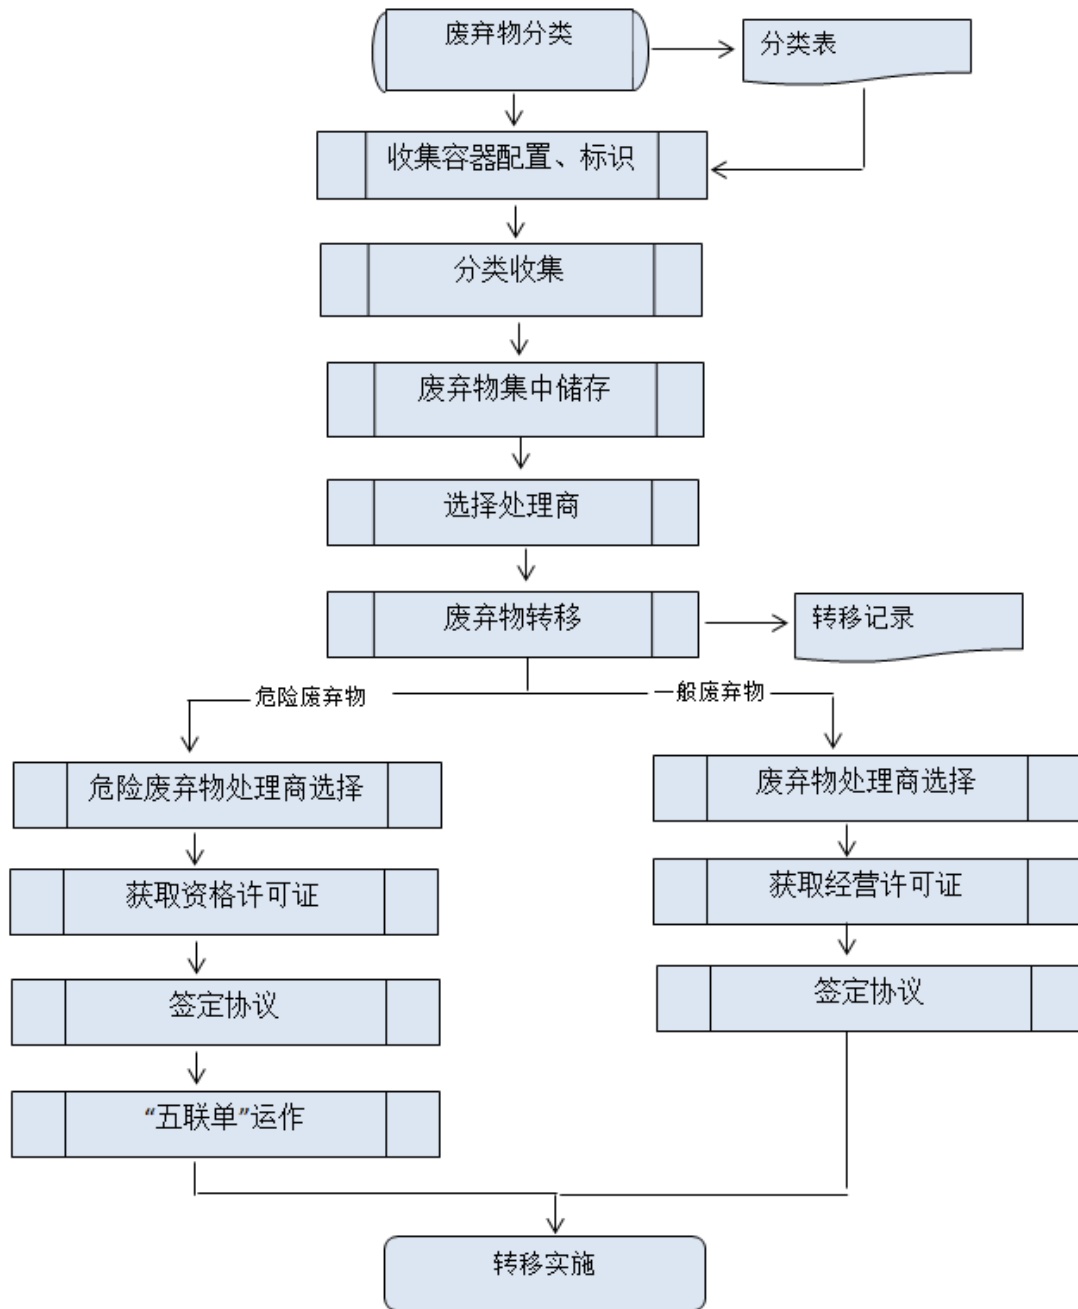 废弃物分类
分类表
收集容器配置、标识
分类收集
废弃物集中储存
选择处理商
废弃物转移
转移记录
危险废弃物
一般废弃物
危险废弃物处理商选择
废弃物处理商选择
获取资格许可证
获取经营许可证
签定协议
签定协议
“五联单”运作
转移实施